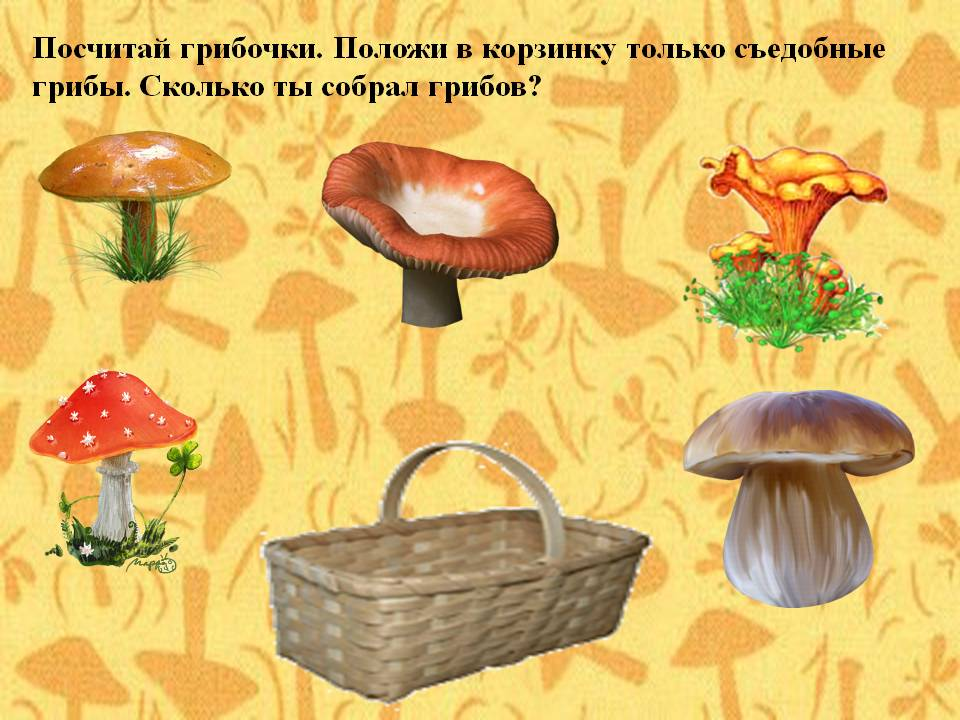 Посчитай грибочки. Положи в корзинку только съедобные
грибы. Сколько ты собрал грибов?